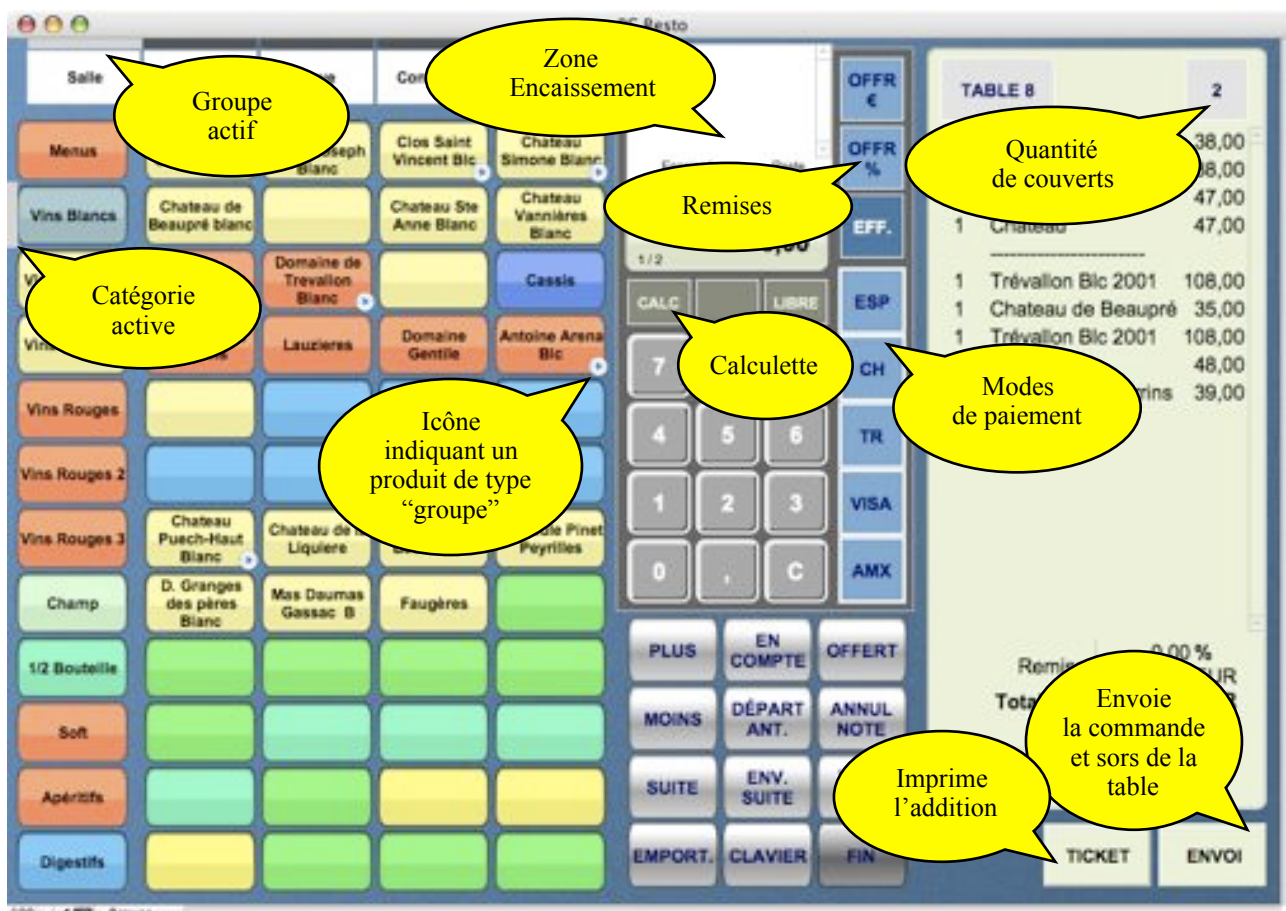 Resto
Salle
Groupe
actif
Zone
Encaissement
OFFR
€
TABLE 8
2
Menus
Blanc
Clos Saint
Vincent Blc
Chateau
Simone Blanc
OFFR
%
Quantité
de couverts
38,00
38,00
47,00
1 Chateau 47,00
Vins Blancs
Chateau de
Beaupré blanc
Chateau Ste
Anne Blanc
Chateau
Vannières
Blanc
Remises
EFF.
1/2
Catégorie
active
Domaine de
Trevallon
Blanc
Cassis
CALC
LIBRE
ESP
----------------------
1 Trévallon Blc 2001 108,00
1 Chateau de Beaupré 35,00
1 Trévallon Blc 2001 108,00
48,00
39,00
Lauzieres
Domaine
Gentile
Antoine Arena
Blc
7
Calculette
CH
Modes
de paiement
Vins Rouges
Icône
indiquant un
produit de type
“groupe”
4
5
6
TR
Vins Rouges 2
1
2
3
VISA
Vins Rouges 3
Chateau
Puech-Haut
Blanc
Chateau de
Liquiere
Pinet
Peyrilles
0
,
C
AMX
Champ
D. Granges
des pères
Blanc
Mas Daumas
Gassac B
Faugères
1/2 Bouteille
PLUS
EN
COMPTE
OFFERT
%
Soft
MOINS
DÉPART
ANT.
ANNUL
NOTE
Envoie
la commande
et sors de la
table
Apéritifs
SUITE
ENV.
SUITE
Imprime
l’addition
Digestifs
EMPORT.
CLAVIER
FIN
TICKET
ENVOI